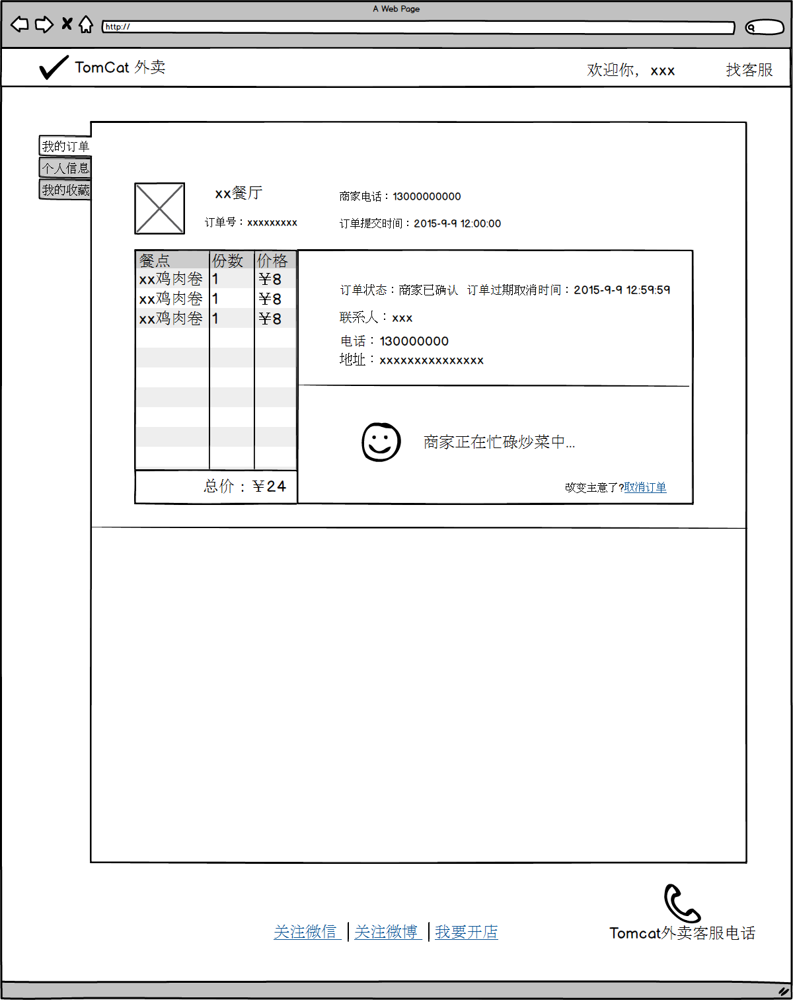 A Web Page
http://
TomCat 外卖
欢迎你，xxx
找客服
我的订单
个人信息
我的收藏
xx餐厅
商家电话：13000000000
订单号：xxxxxxxxx
订单提交时间：2015-9-9 12:00:00
餐点 份数 价格
xx鸡肉卷 1 ￥8
xx鸡肉卷 1 ￥8
xx鸡肉卷 1 ￥8
总价：￥24
订单状态：商家已确认 订单过期取消时间：2015-9-9 12:59:59
联系人：xxx
电话：130000000
地址：xxxxxxxxxxxxxxx
商家正在忙碌炒菜中...
改变主意了?取消订单
关注微信 | 关注微博 | 我要开店
Tomcat外卖客服电话